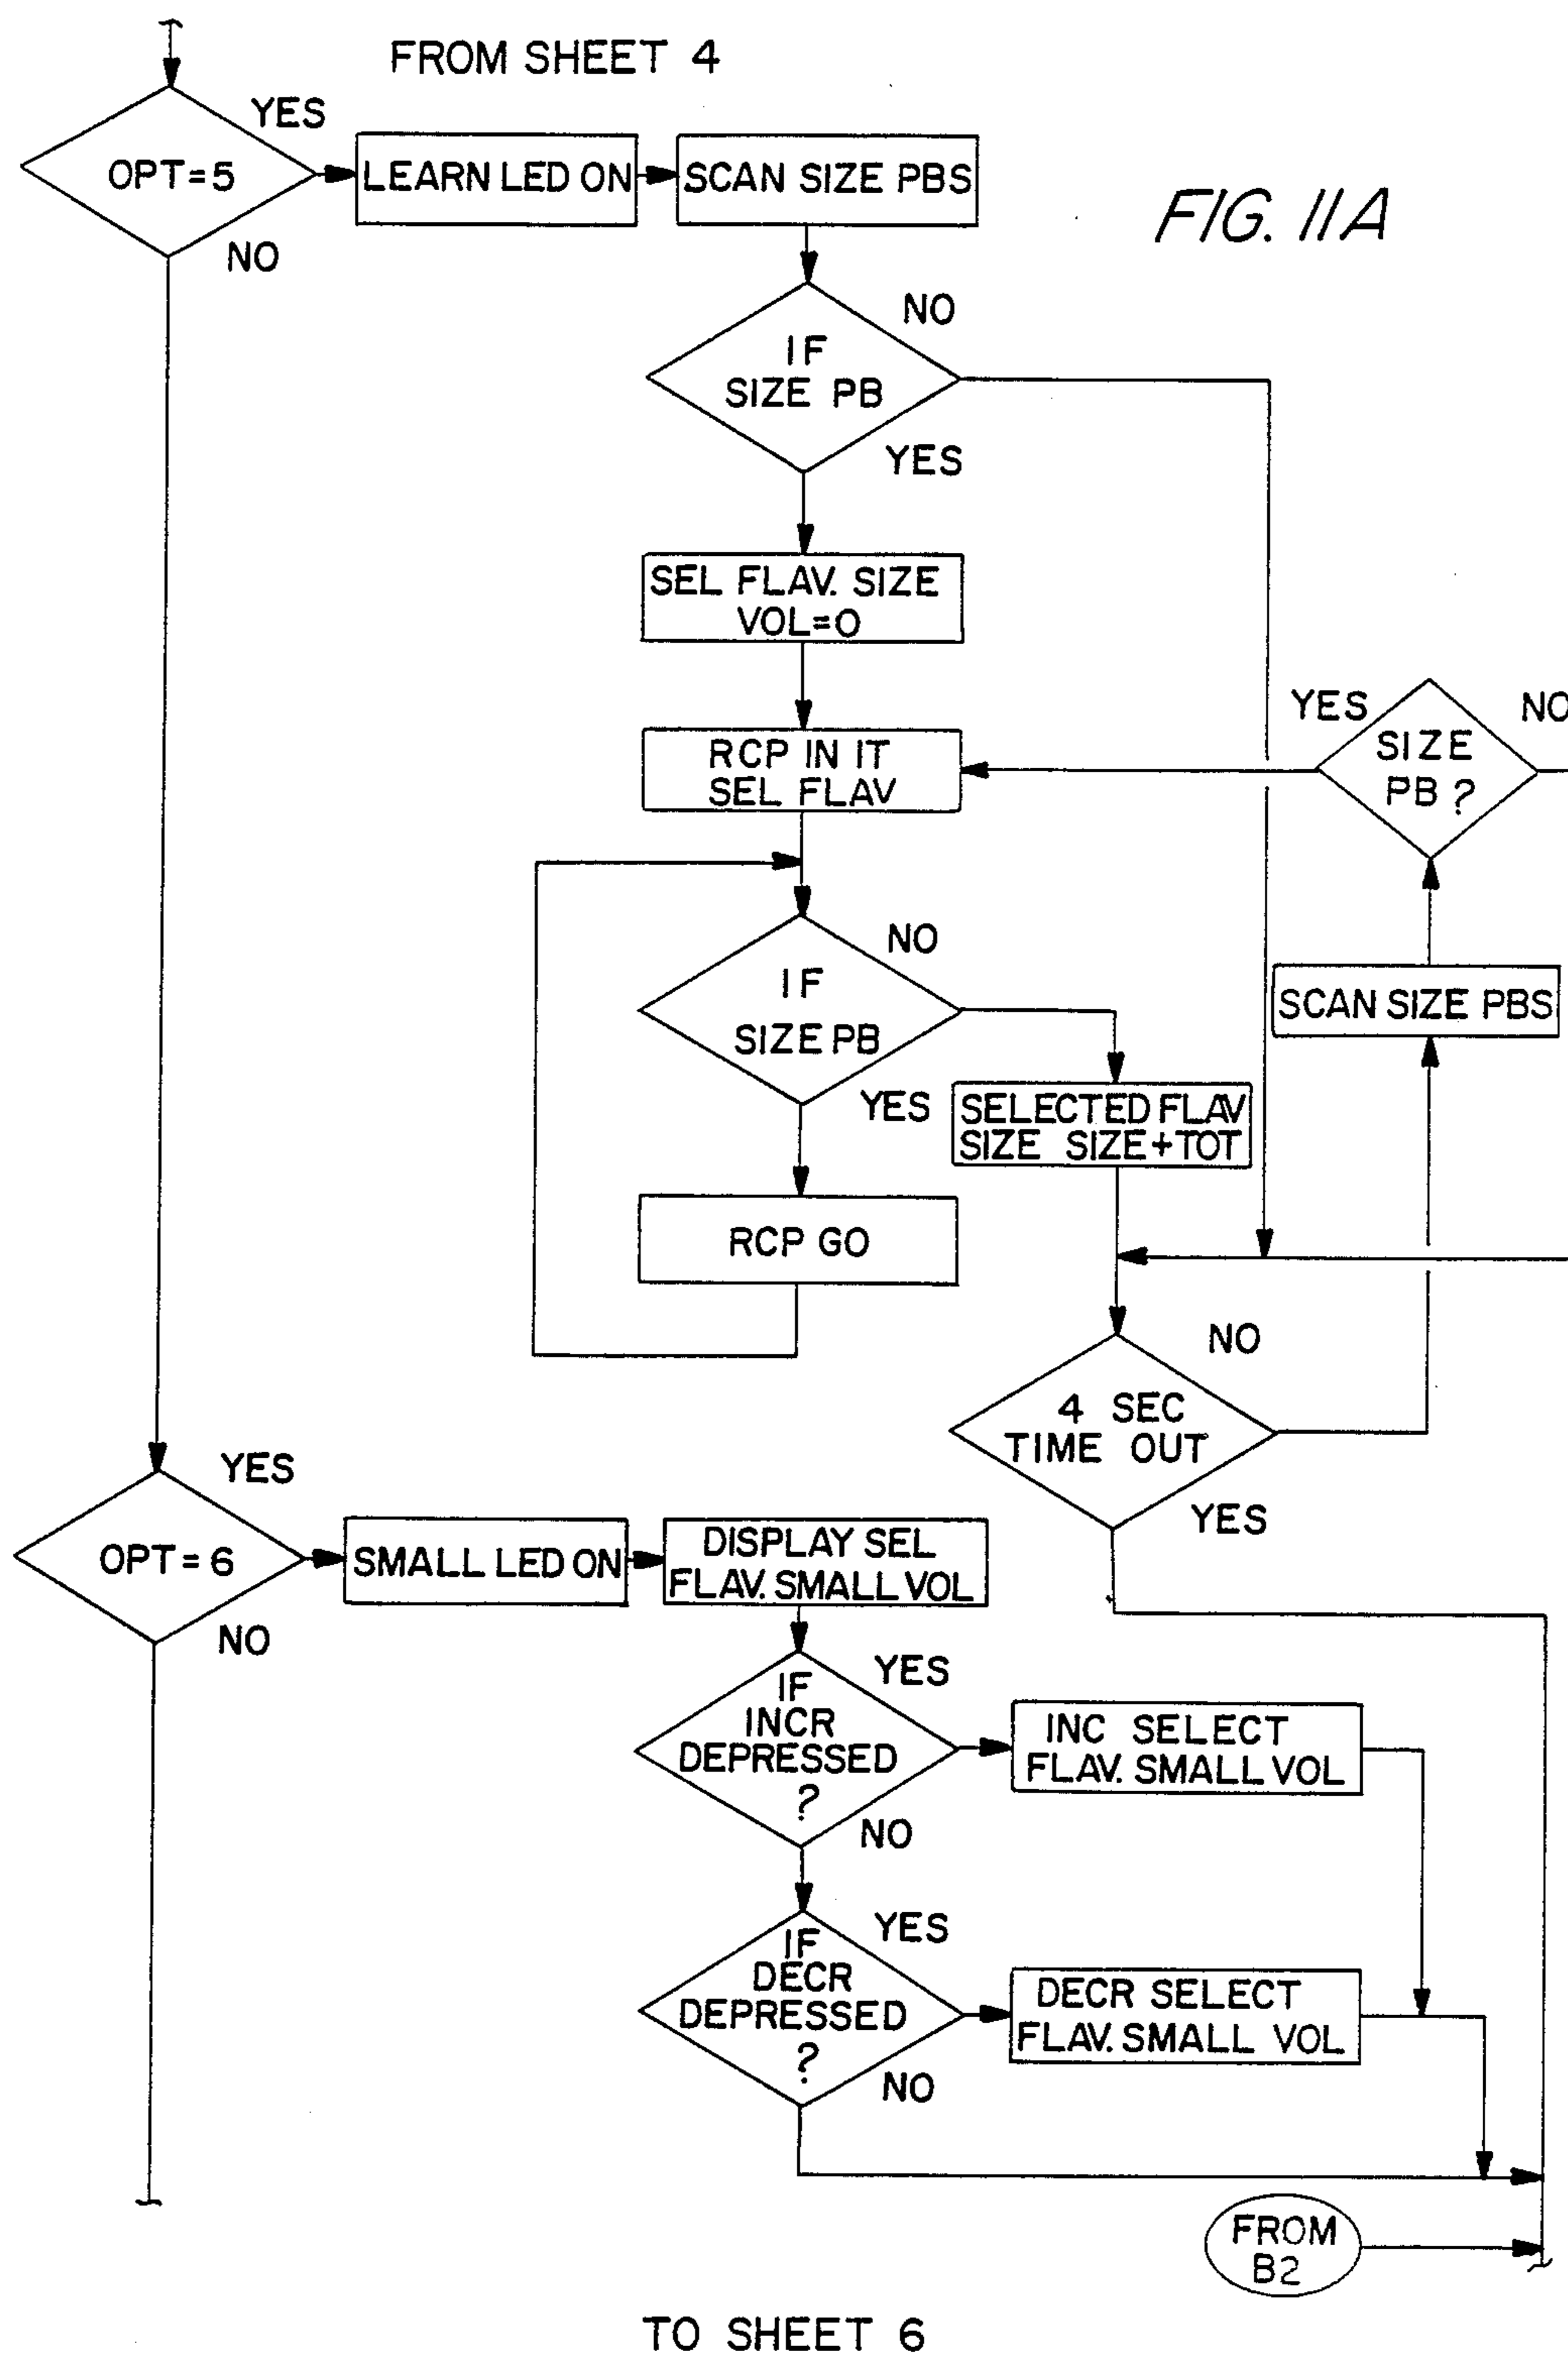 FROM SHEET 4
FIG. 11A
YES
OPT=5
NO
LEARN LED ON
SCAN SIZE PBS
NO
IF
SIZE PB
YES
SEL FLAV. SIZE
VOL=0
RCP IN IT
SEL FLAV
YES
NO
SIZE
PB?
SCAN SIZE PBS
NO
IF
SIZE PB
YES
SELECTED FLAV
SIZE SIZE+TOT
RCP GO
NO
4 SEC
TIME OUT
YES
YES
OPT=6
NO
SMALL LED ON
DISPLAY SEL
FLAV. SMALL VOL
YES
IF
INCR
DEPRESSED
?
NO
INC SELECT
FLAV. SMALL VOL
YES
IF
DECR
DEPRESSED
?
NO
DECR SELECT
FLAV. SMALL VOL
FROM
B2
TO SHEET 6